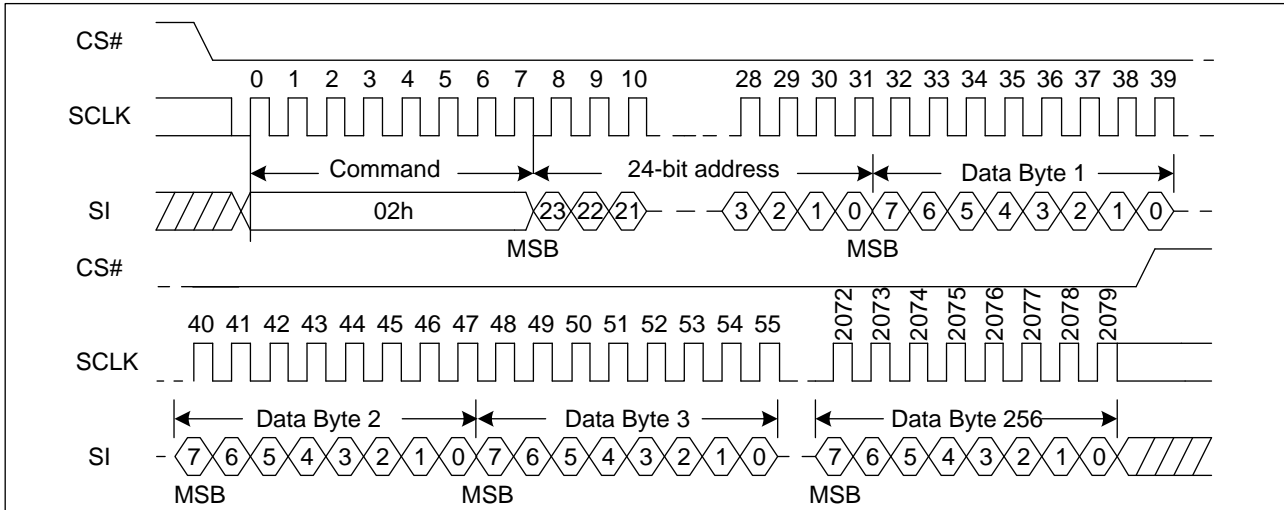 CS#
0 1 2 3 4 5 6 7 8 9 10 28 29 30 31 32 33 34 35 36 37 38 39
SCLK
Command 24-bit address Data Byte 1
SI 02h 23 22 21 3 2 1 0 7 6 5 4 3 2 1 0
MSB MSB
CS#
40 41 42 43 44 45 46 47 48 49 50 51 52 53 54 55 2072 2073 2074 2075 2076 2077 2078 2079
SCLK
Data Byte 2 Data Byte 3 Data Byte 256
SI 7 6 5 4 3 2 1 0 7 6 5 4 3 2 1 0 7 6 5 4 3 2 1 0
MSB MSB MSB